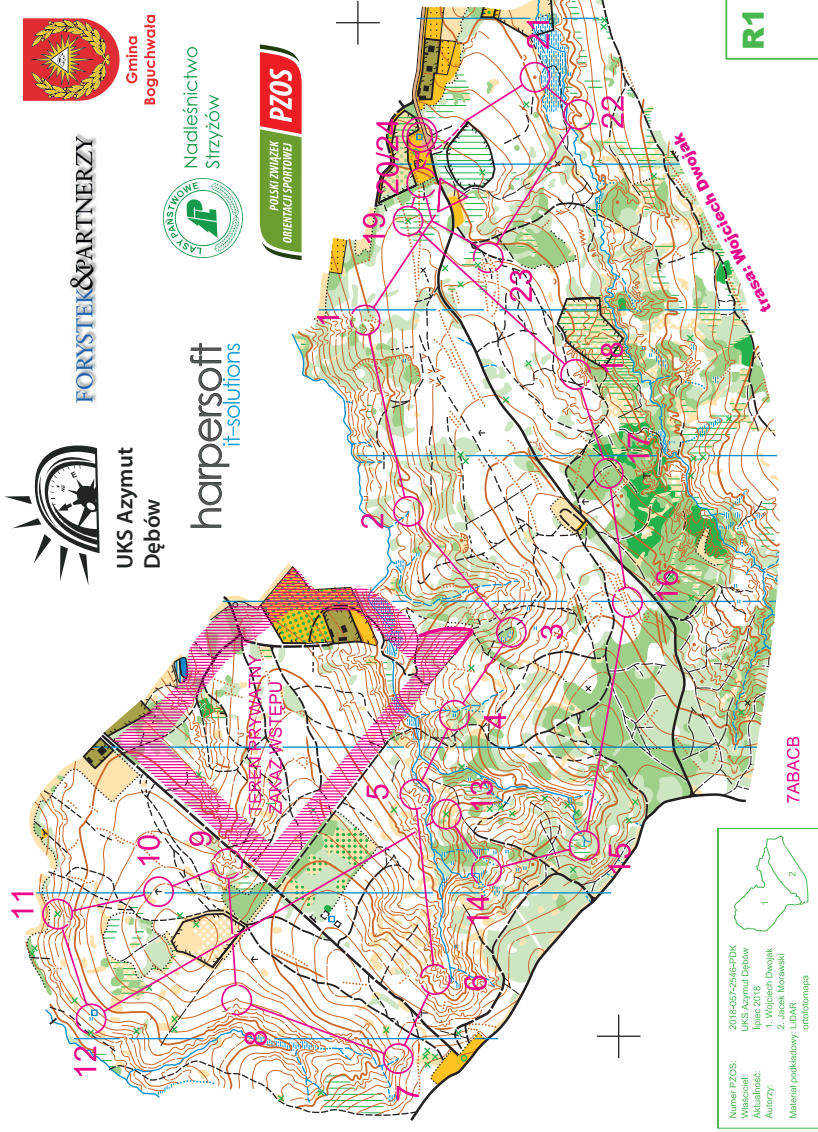 Gmina
Boguchwała
FORYSTEK&PARTNERZY
LASY PAŃSTWOWE
LP
Nadleśnictwo
Strzyżów
POLSKI ZWIĄZEK
ORIENTACJI SPORTOWEJ
PZOS
UKS Azymut
Dębów
harpersoft
it-solutions
R1
1
2
3
4
5
6
7
8
9
10
11
12
13
14
15
16
17
18
19
20/24
21
22
23
TEREN PRYWATNY
ZAKAZ WSTĘPU
trasa: Wojciech Dwojak
7ABACB
Numer PZOS: 2018-057-2546-PDK
Właściciel: UKS Azymut Dębów
Aktualność: lipiec 2018
Autorzy: 1. Wojciech Dwojak
2. Jacek Morawski
Materiał podkładowy: LIDAR
ortofotomapa
1
2